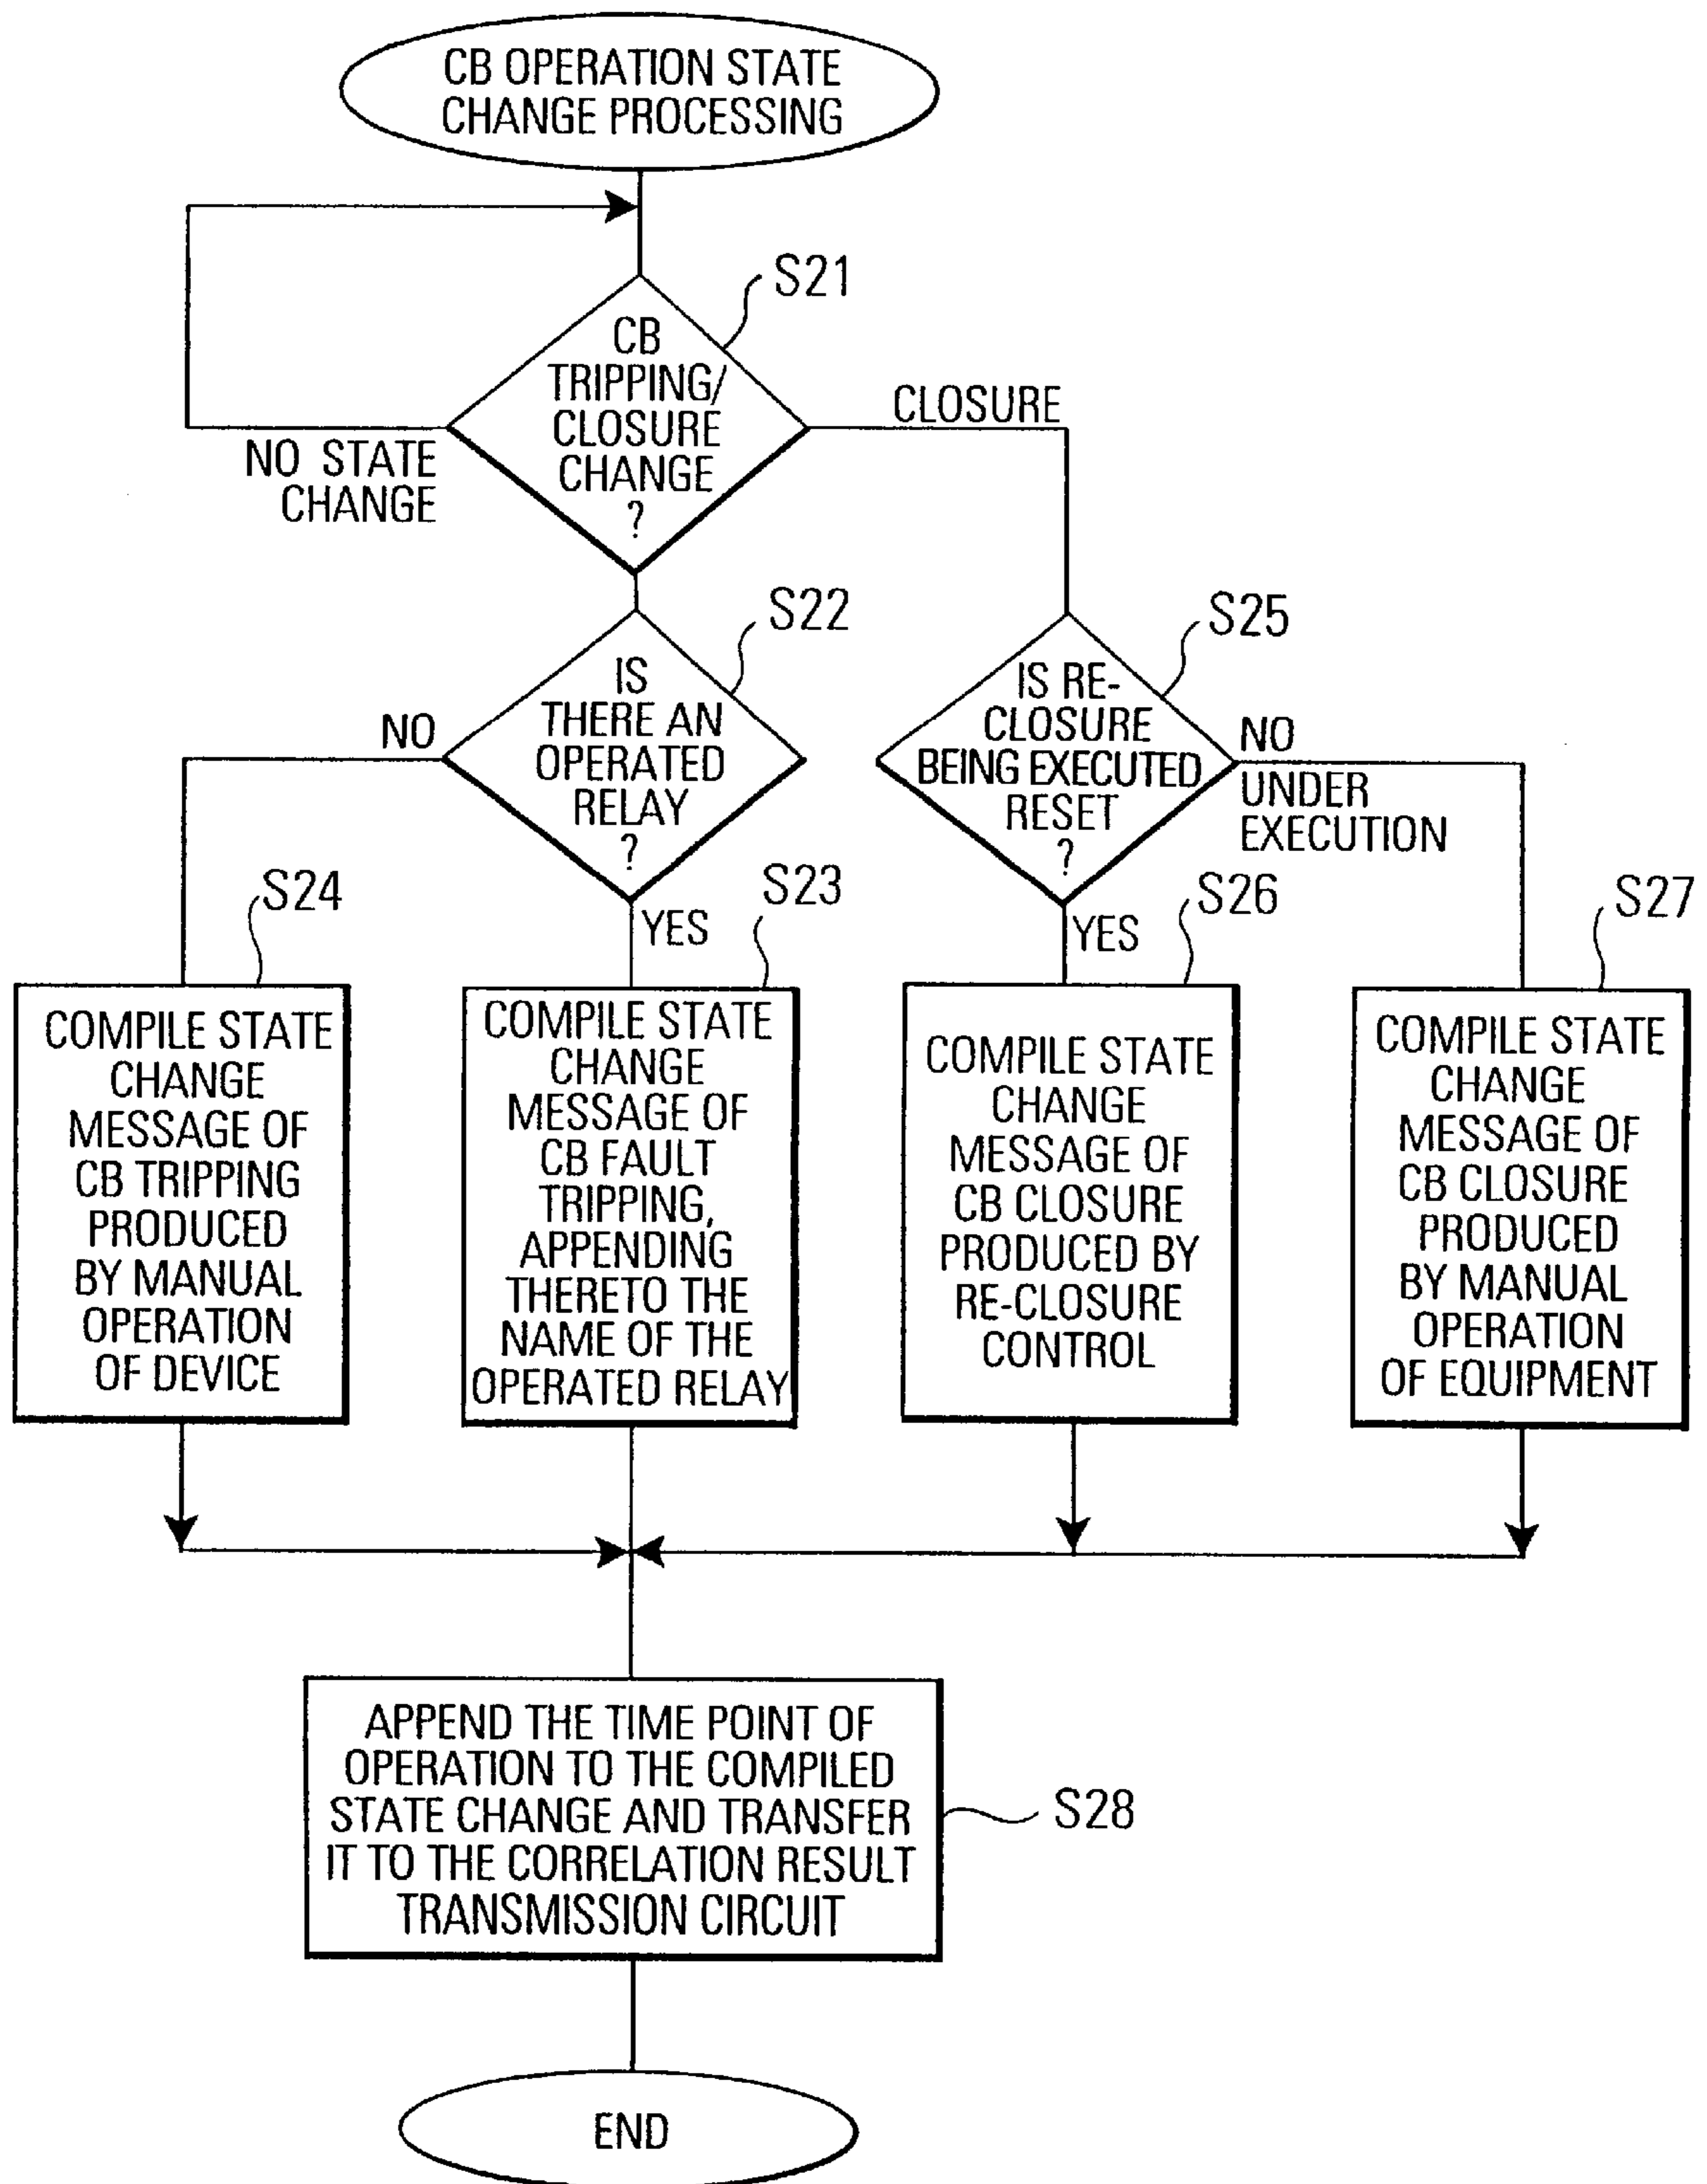 CB OPERATION STATE
CHANGE PROCESSING
S21
CB
TRIPPING/
CLOSURE
CHANGE
?
CLOSURE
NO STATE
CHANGE
S22
IS
THERE AN
OPERATED
RELAY
?
NO
YES
S25
IS RE-
CLOSURE
BEING EXECUTED
RESET
?
NO
UNDER
EXECUTION
YES
S24
COMPILE STATE
CHANGE
MESSAGE OF
CB TRIPPING
PRODUCED
BY MANUAL
OPERATION
OF DEVICE
S23
COMPILE STATE
CHANGE
MESSAGE OF
CB FAULT
TRIPPING,
APPENDING
THERETO THE
NAME OF THE
OPERATED RELAY
S26
COMPILE STATE
CHANGE
MESSAGE OF
CB CLOSURE
PRODUCED BY
RE-CLOSURE
CONTROL
S27
COMPILE STATE
CHANGE
MESSAGE OF
CB CLOSURE
PRODUCED
BY MANUAL
OPERATION
OF EQUIPMENT
APPEND THE TIME POINT OF
OPERATION TO THE COMPILED
STATE CHANGE AND TRANSFER
IT TO THE CORRELATION RESULT
TRANSMISSION CIRCUIT
S28
END